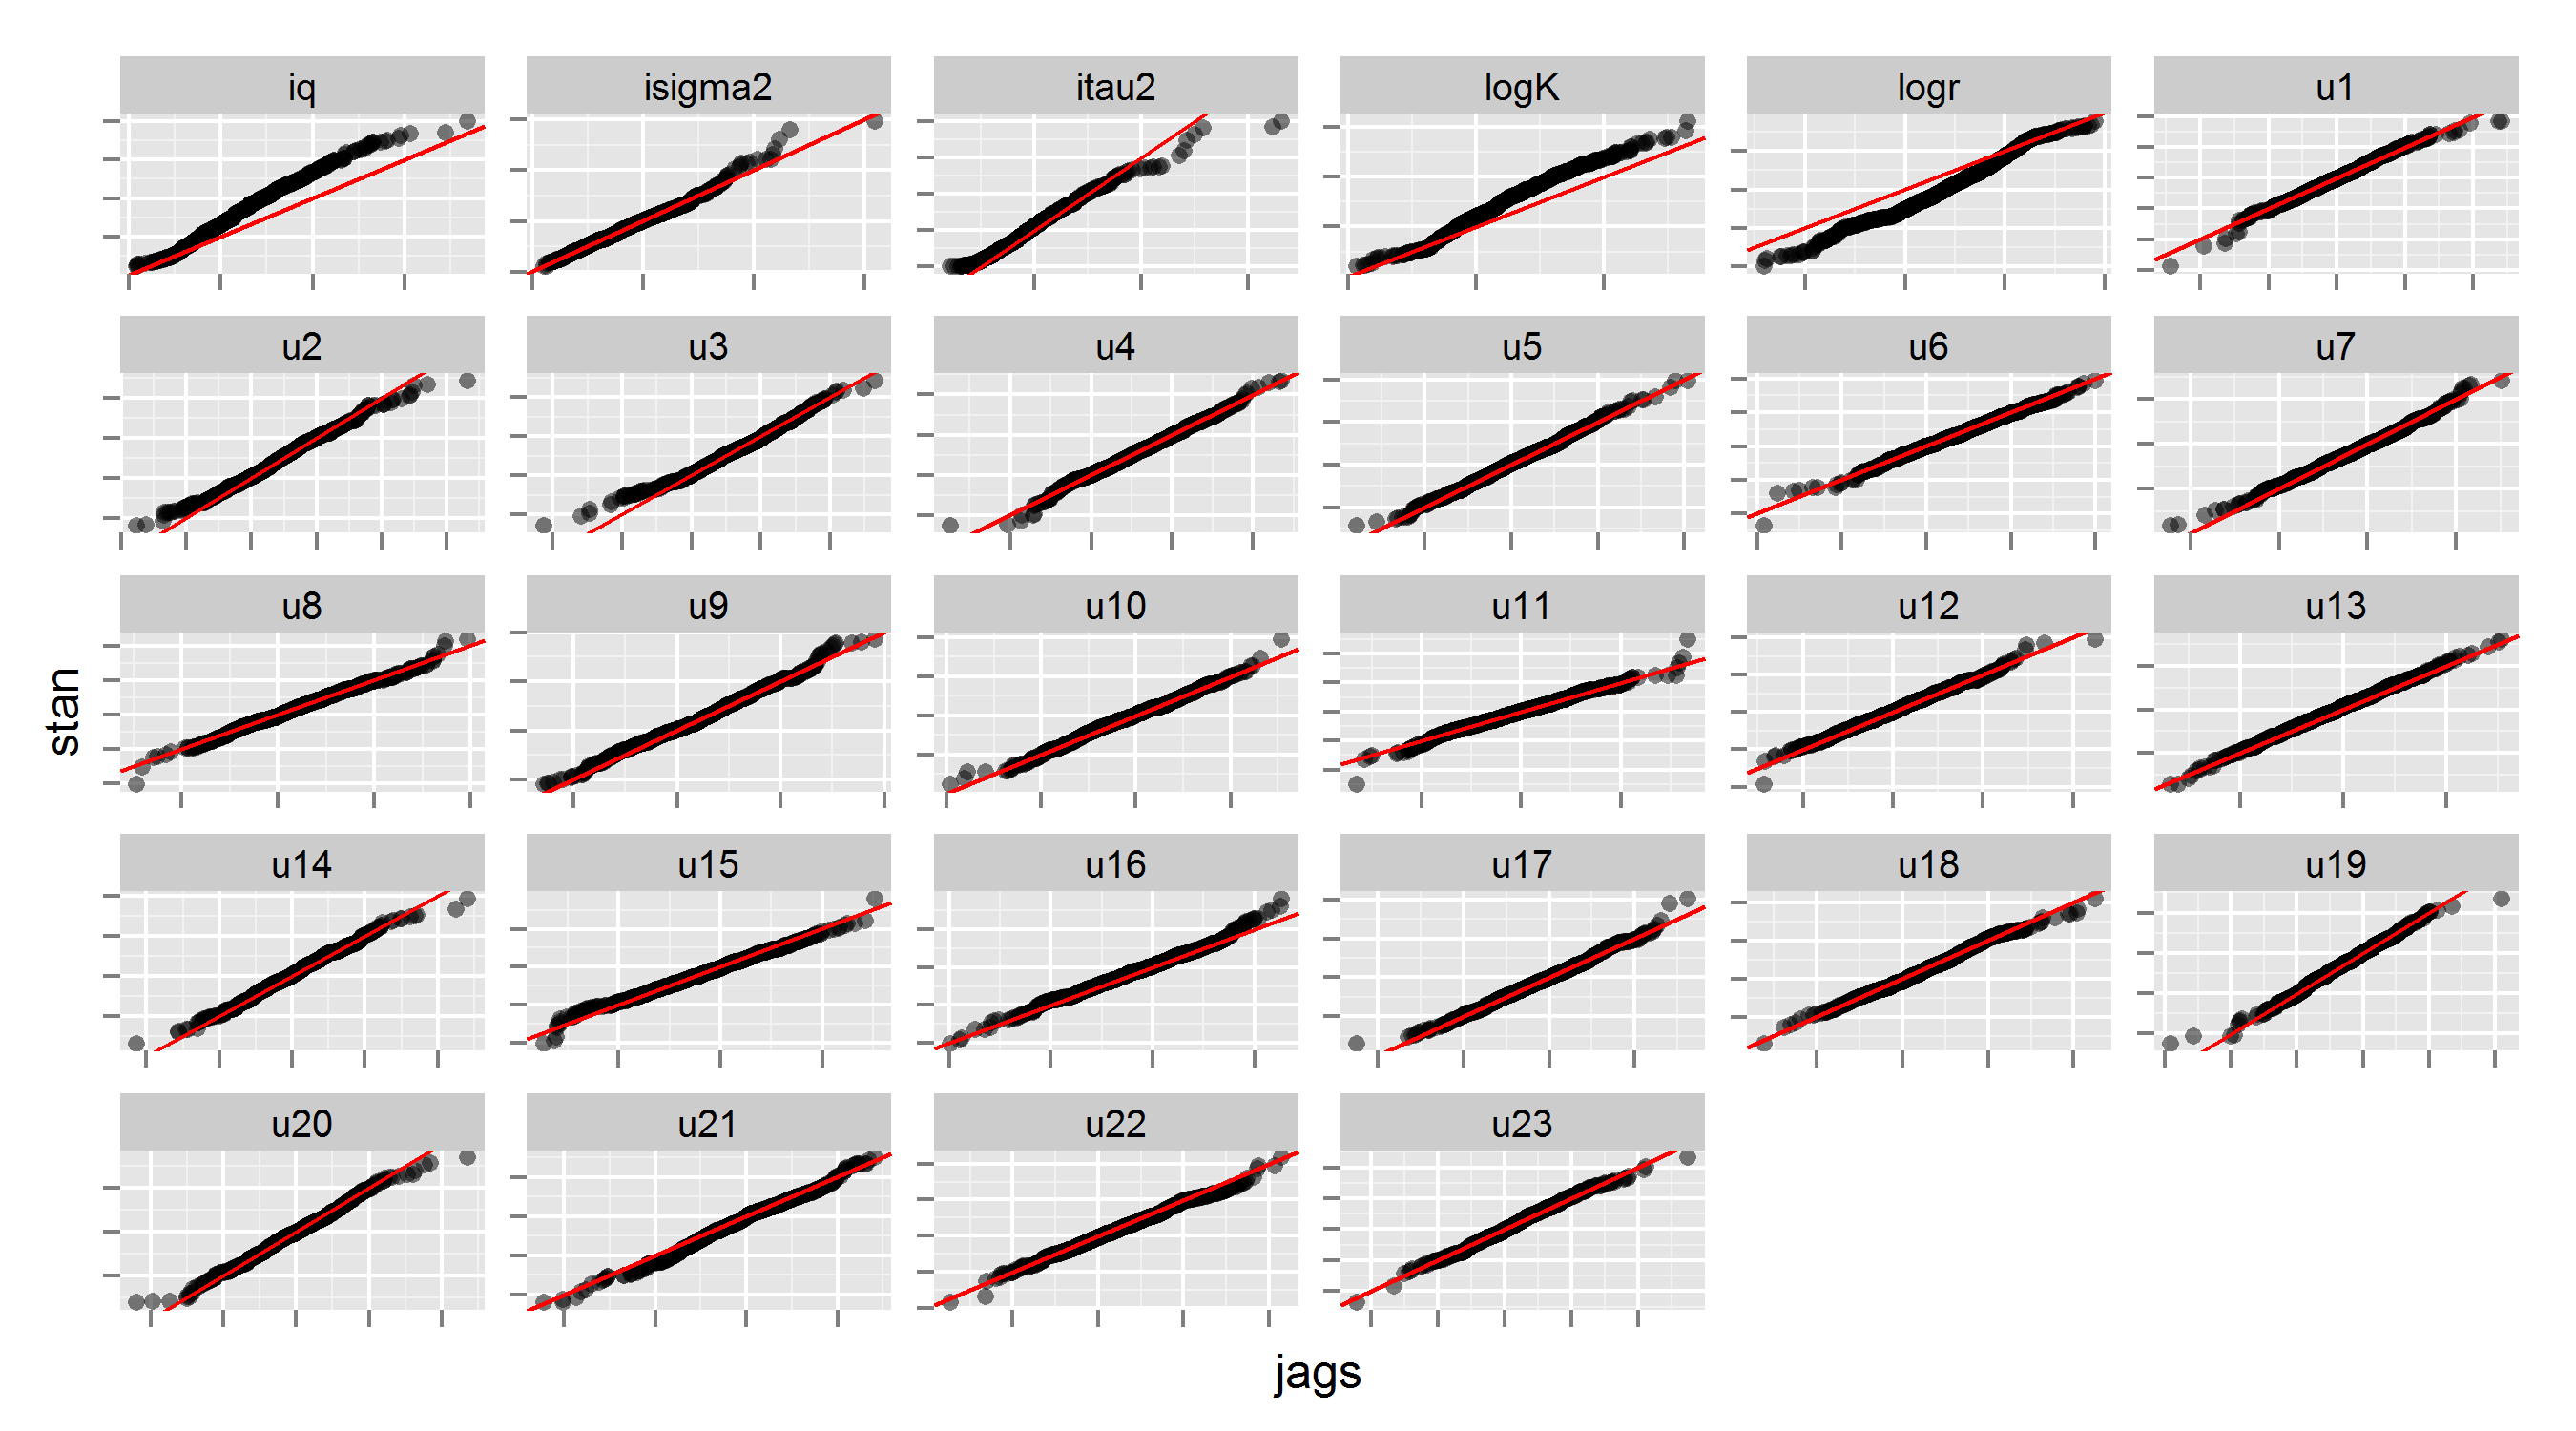 iq isigma2 itau2 logK logr u1
u2 u3 u4 u5 u6 u7
u8 u9 u10 u11 u12 u13
stan
u14 u15 u16 u17 u18 u19
u20 u21 u22 u23
jags